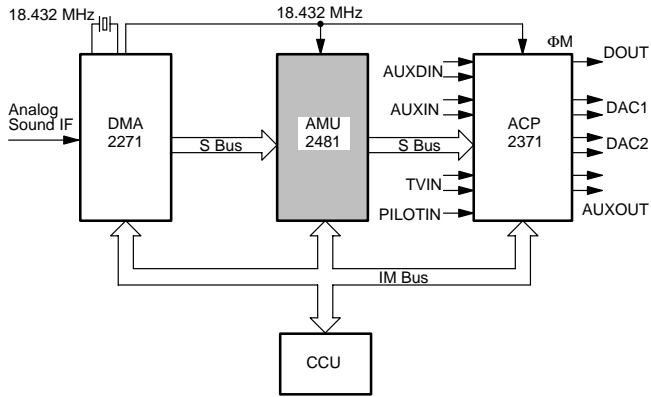 18.432 MHz
18.432 MHz
ΦM
DOUT
AUXDIN
Analog
Sound IF
DMA
2271
S Bus
AMU
2481
S Bus
AUXIN
ACP
2371
DAC1
DAC2
TVIN
PILOTIN
AUXOUT
IM Bus
CCU